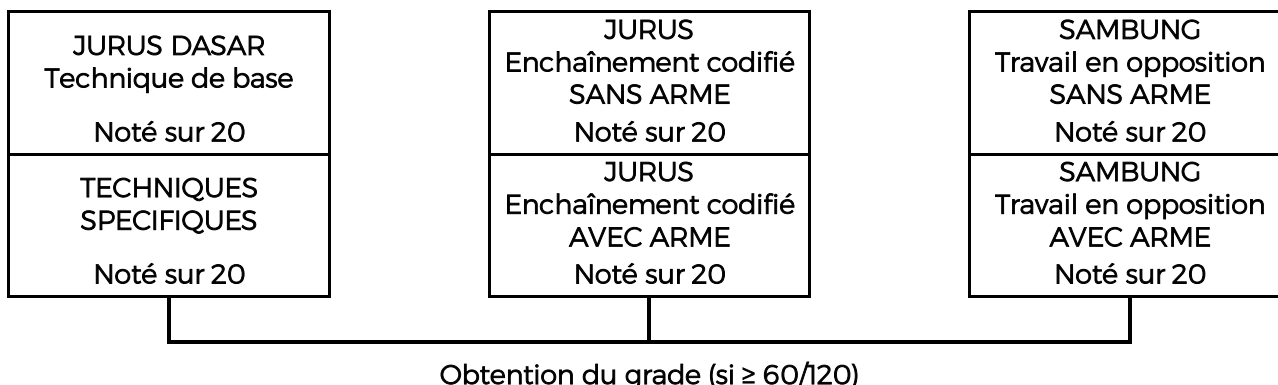 JURUS DASAR
Technique de base
Noté sur 20
TECHNIQUES
SPECIFIQUES
Noté sur 20
JURUS
Enchaînement codifié
SANS ARME
Noté sur 20
JURUS
Enchaînement codifié
AVEC ARME
Noté sur 20
SAMBUNG
Travail en opposition
SANS ARME
Noté sur 20
SAMBUNG
Travail en opposition
AVEC ARME
Noté sur 20
Obtention du grade (si ≥ 60/120)